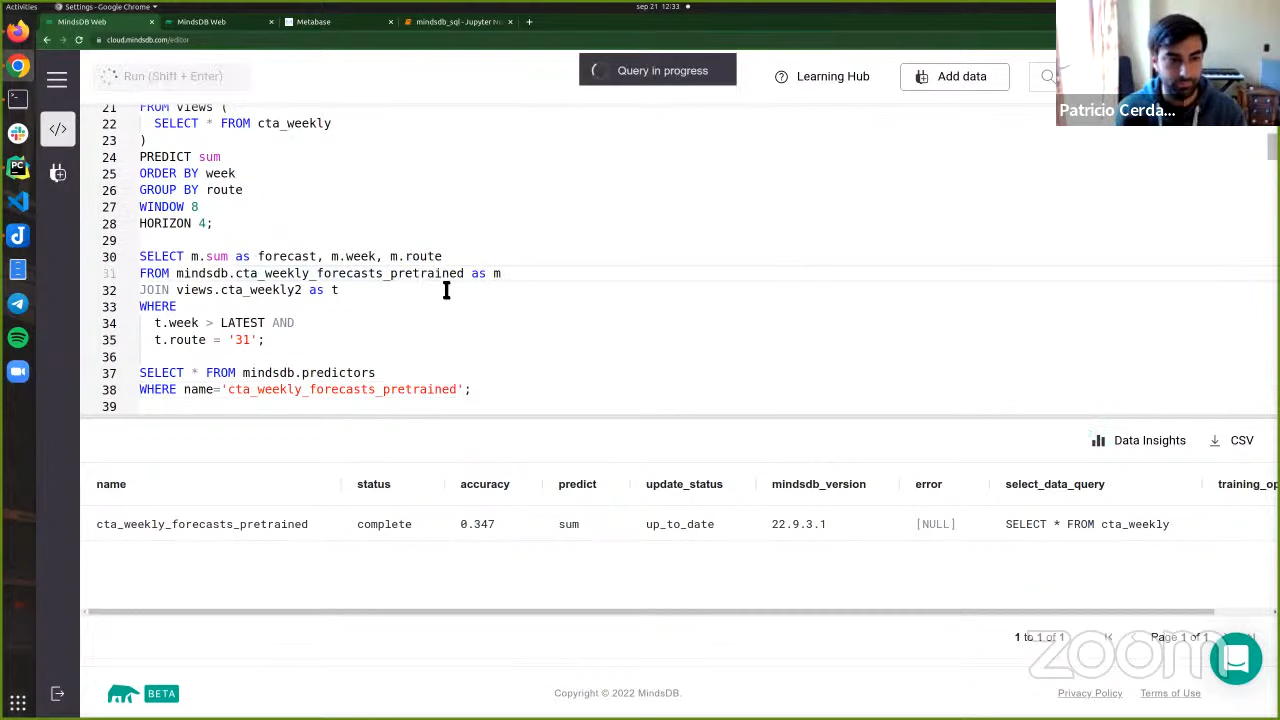 Activities
Settings - Google Chrome
sep 21 12:33
MindsDB Web
MindsDB Web
Metabase
mindsdb_sql - Jupyter No
cloud.mindsdb.com/editor
Run (Shift + Enter)
Query in progress
Learning Hub
Add data
Patricio Cerda...
21 FROM views (
22 SELECT * FROM cta_weekly
23 )
24 PREDICT sum
25 ORDER BY week
26 GROUP BY route
27 WINDOW 8
28 HORIZON 4;
29
30 SELECT m.sum as forecast, m.week, m.route
31 FROM mindsdb.cta_weekly_forecasts_pretrained as m
32 JOIN views.cta_weekly2 as t
33 WHERE
34 t.week > LATEST AND
35 t.route = '31';
36
37 SELECT * FROM mindsdb.predictors
38 WHERE name='cta_weekly_forecasts_pretrained';
39
Data Insights
CSV
name status accuracy predict update_status mindsdb_version error select_data_query training_op
cta_weekly_forecasts_pretrained complete 0.347 sum up_to_date 22.9.3.1 [NULL] SELECT * FROM cta_weekly
1 to 1 of 1
Page 1 of 1
zoom
BETA
Copyright © 2022 MindsDB.
Privacy Policy
Terms of Use